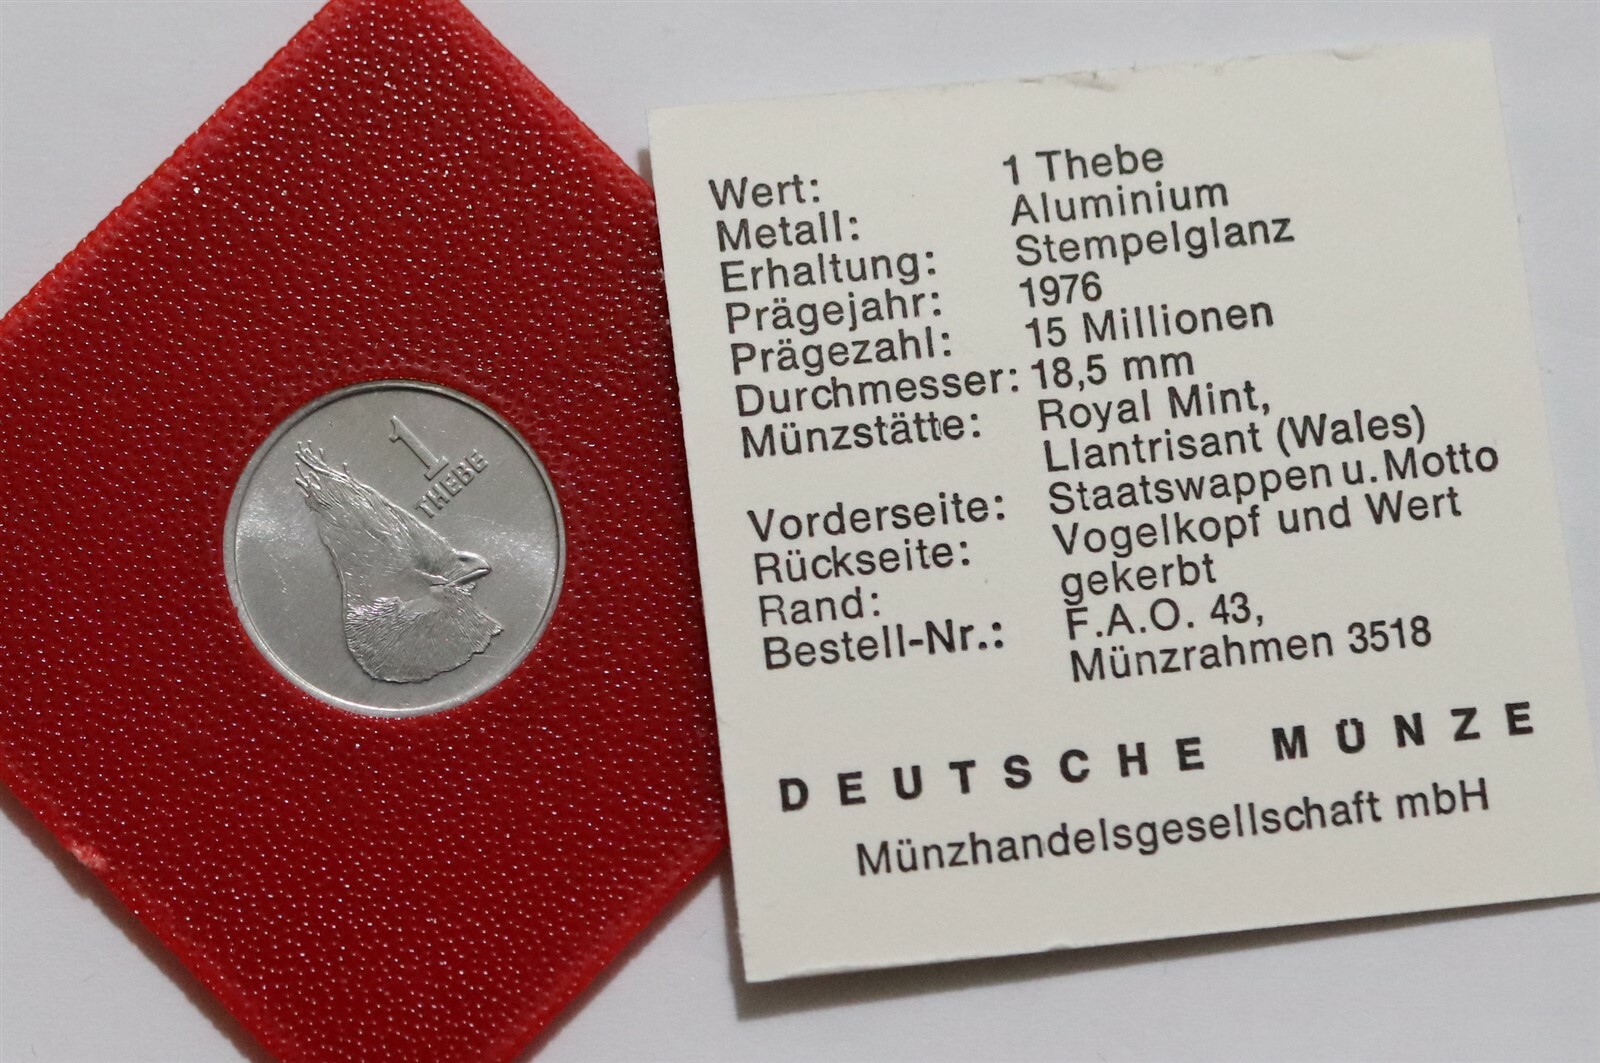 1
THEBE
Wert: 1 Thebe
Metall: Aluminium
Erhaltung: Stempelglanz
Prägejahr: 1976
Prägezahl: 15 Millionen
Durchmesser: 18,5 mm
Münzstätte: Royal Mint,
Llantrisant (Wales)
Vorderseite: Staatswappen u. Motto
Rückseite: Vogelkopf und Wert
Rand: gekerbt
Bestell-Nr.: F.A.O. 43,
Münzrahmen 3518
DEUTSCHE MÜNZE
Münzhandelsgesellschaft mbH